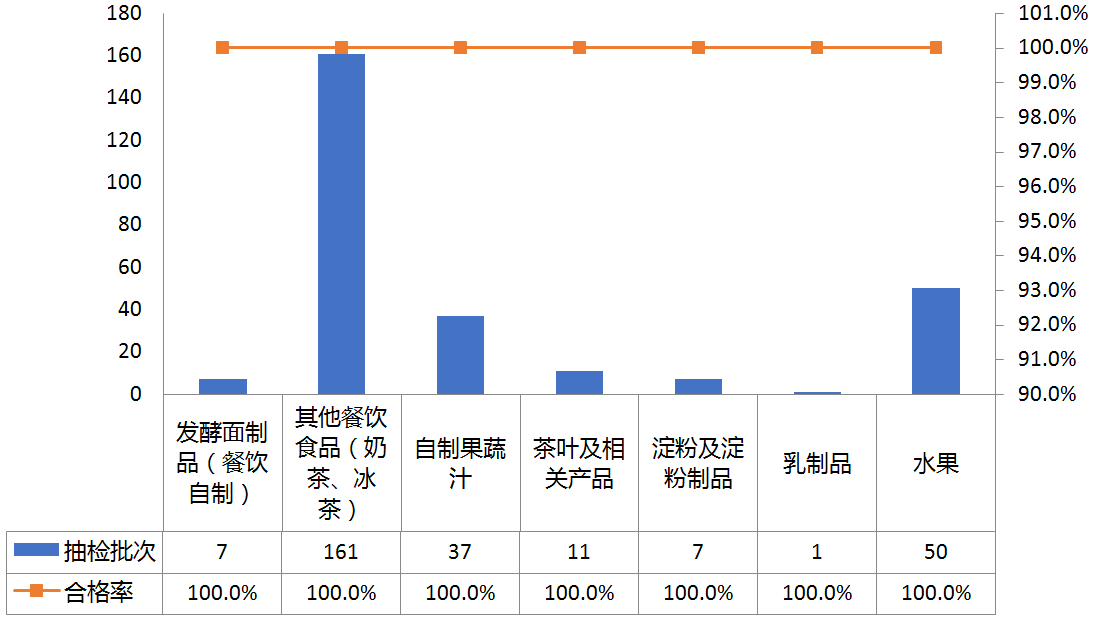 180
160
140
120
100
80
60
40
20
0
101.0%
100.0%
99.0%
98.0%
97.0%
96.0%
95.0%
94.0%
93.0%
92.0%
91.0%
90.0%
发酵面制
品（餐饮
自制）
其他餐饮
食品（奶
茶、冰
茶）
自制果蔬
汁
茶叶及相
关产品
淀粉及淀
粉制品
乳制品
水果
抽检批次 7 161 37 11 7 1 50
合格率 100.0% 100.0% 100.0% 100.0% 100.0% 100.0% 100.0%